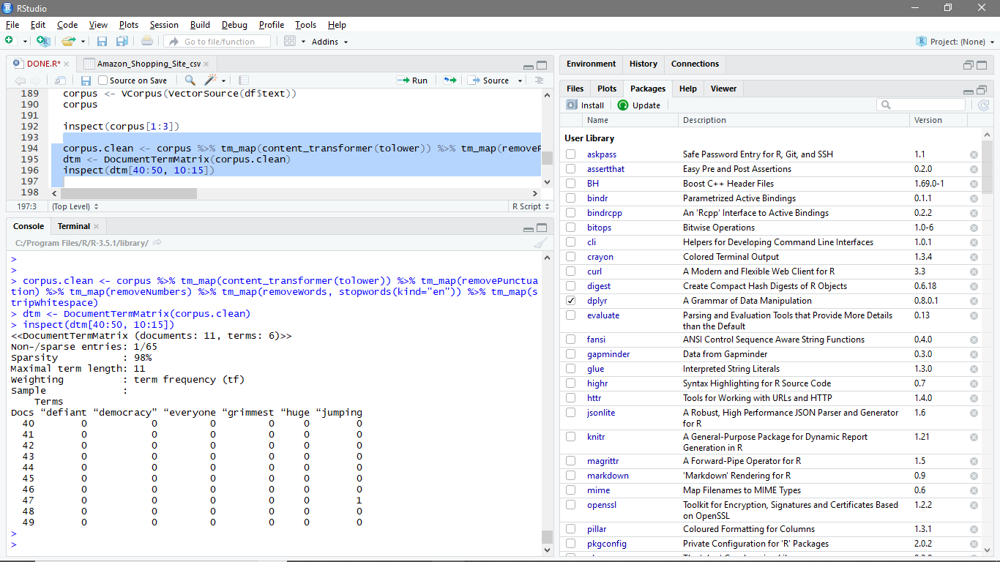 RStudio
File Edit Code View Plots Session Build Debug Profile Tools Help
Go to file/function Addins Project: (None)
DONE.R* Amazon_Shopping_Site_csv
Source on Save Run Source
189 corpus <- VCorpus(VectorSource(df$text))
190 corpus
191
192 inspect(corpus[1:3])
193
194 corpus.clean <- corpus %>% tm_map(content_transformer(tolower)) %>% tm_map(removeP
195 dtm <- DocumentTermMatrix(corpus.clean)
196 inspect(dtm[40:50, 10:15])
197
198
197:3 (Top Level) R Script
Console Terminal
C:/Program Files/R/R-3.5.1/library/
>
>
> corpus.clean <- corpus %>% tm_map(content_transformer(tolower)) %>% tm_map(removePunctua
tion) %>% tm_map(removeNumbers) %>% tm_map(removeWords, stopwords(kind="en")) %>% tm_map(s
tripWhitespace)
> dtm <- DocumentTermMatrix(corpus.clean)
> inspect(dtm[40:50, 10:15])
<<DocumentTermMatrix (documents: 11, terms: 6)>>
Non-/sparse entries: 1/65
Sparsity : 98%
Maximal term length: 11
Weighting : term frequency (tf)
Sample :
Terms
Docs “defiant “democracy” “everyone “grimmest “huge “jumping
40 0 0 0 0 0 0
41 0 0 0 0 0 0
42 0 0 0 0 0 0
43 0 0 0 0 0 0
44 0 0 0 0 0 0
45 0 0 0 0 0 0
46 0 0 0 0 0 0
47 0 0 0 0 0 1
48 0 0 0 0 0 0
49 0 0 0 0 0 0
>
>
Environment History Connections
Files Plots Packages Help Viewer
Install Update
Name Description Version
User Library
askpass Safe Password Entry for R, Git, and SSH 1.1
assertthat Easy Pre and Post Assertions 0.2.0
BH Boost C++ Header Files 1.69.0-1
bindr Parametrized Active Bindings 0.1.1
bindrcpp An 'Rcpp' Interface to Active Bindings 0.2.2
bitops Bitwise Operations 1.0-6
cli Helpers for Developing Command Line Interfaces 1.0.1
crayon Colored Terminal Output 1.3.4
curl A Modern and Flexible Web Client for R 3.3
digest Create Compact Hash Digests of R Objects 0.6.18
dplyr A Grammar of Data Manipulation 0.8.0.1
evaluate Parsing and Evaluation Tools that Provide More Details 0.13
than the Default
fansi ANSI Control Sequence Aware String Functions 0.4.0
gapminder Data from Gapminder 0.3.0
glue Interpreted String Literals 1.3.0
highr Syntax Highlighting for R Source Code 0.7
httr Tools for Working with URLs and HTTP 1.4.0
jsonlite A Robust, High Performance JSON Parser and Generator 1.6
for R
knitr A General-Purpose Package for Dynamic Report 1.21
Generation in R
magrittr A Forward-Pipe Operator for R 1.5
markdown 'Markdown' Rendering for R 0.9
mime Map Filenames to MIME Types 0.6
openssl Toolkit for Encryption, Signatures and Certificates Based 1.2.2
on OpenSSL
pillar Coloured Formatting for Columns 1.3.1
pkgconfig Private Configuration for 'R' Packages 2.0.2